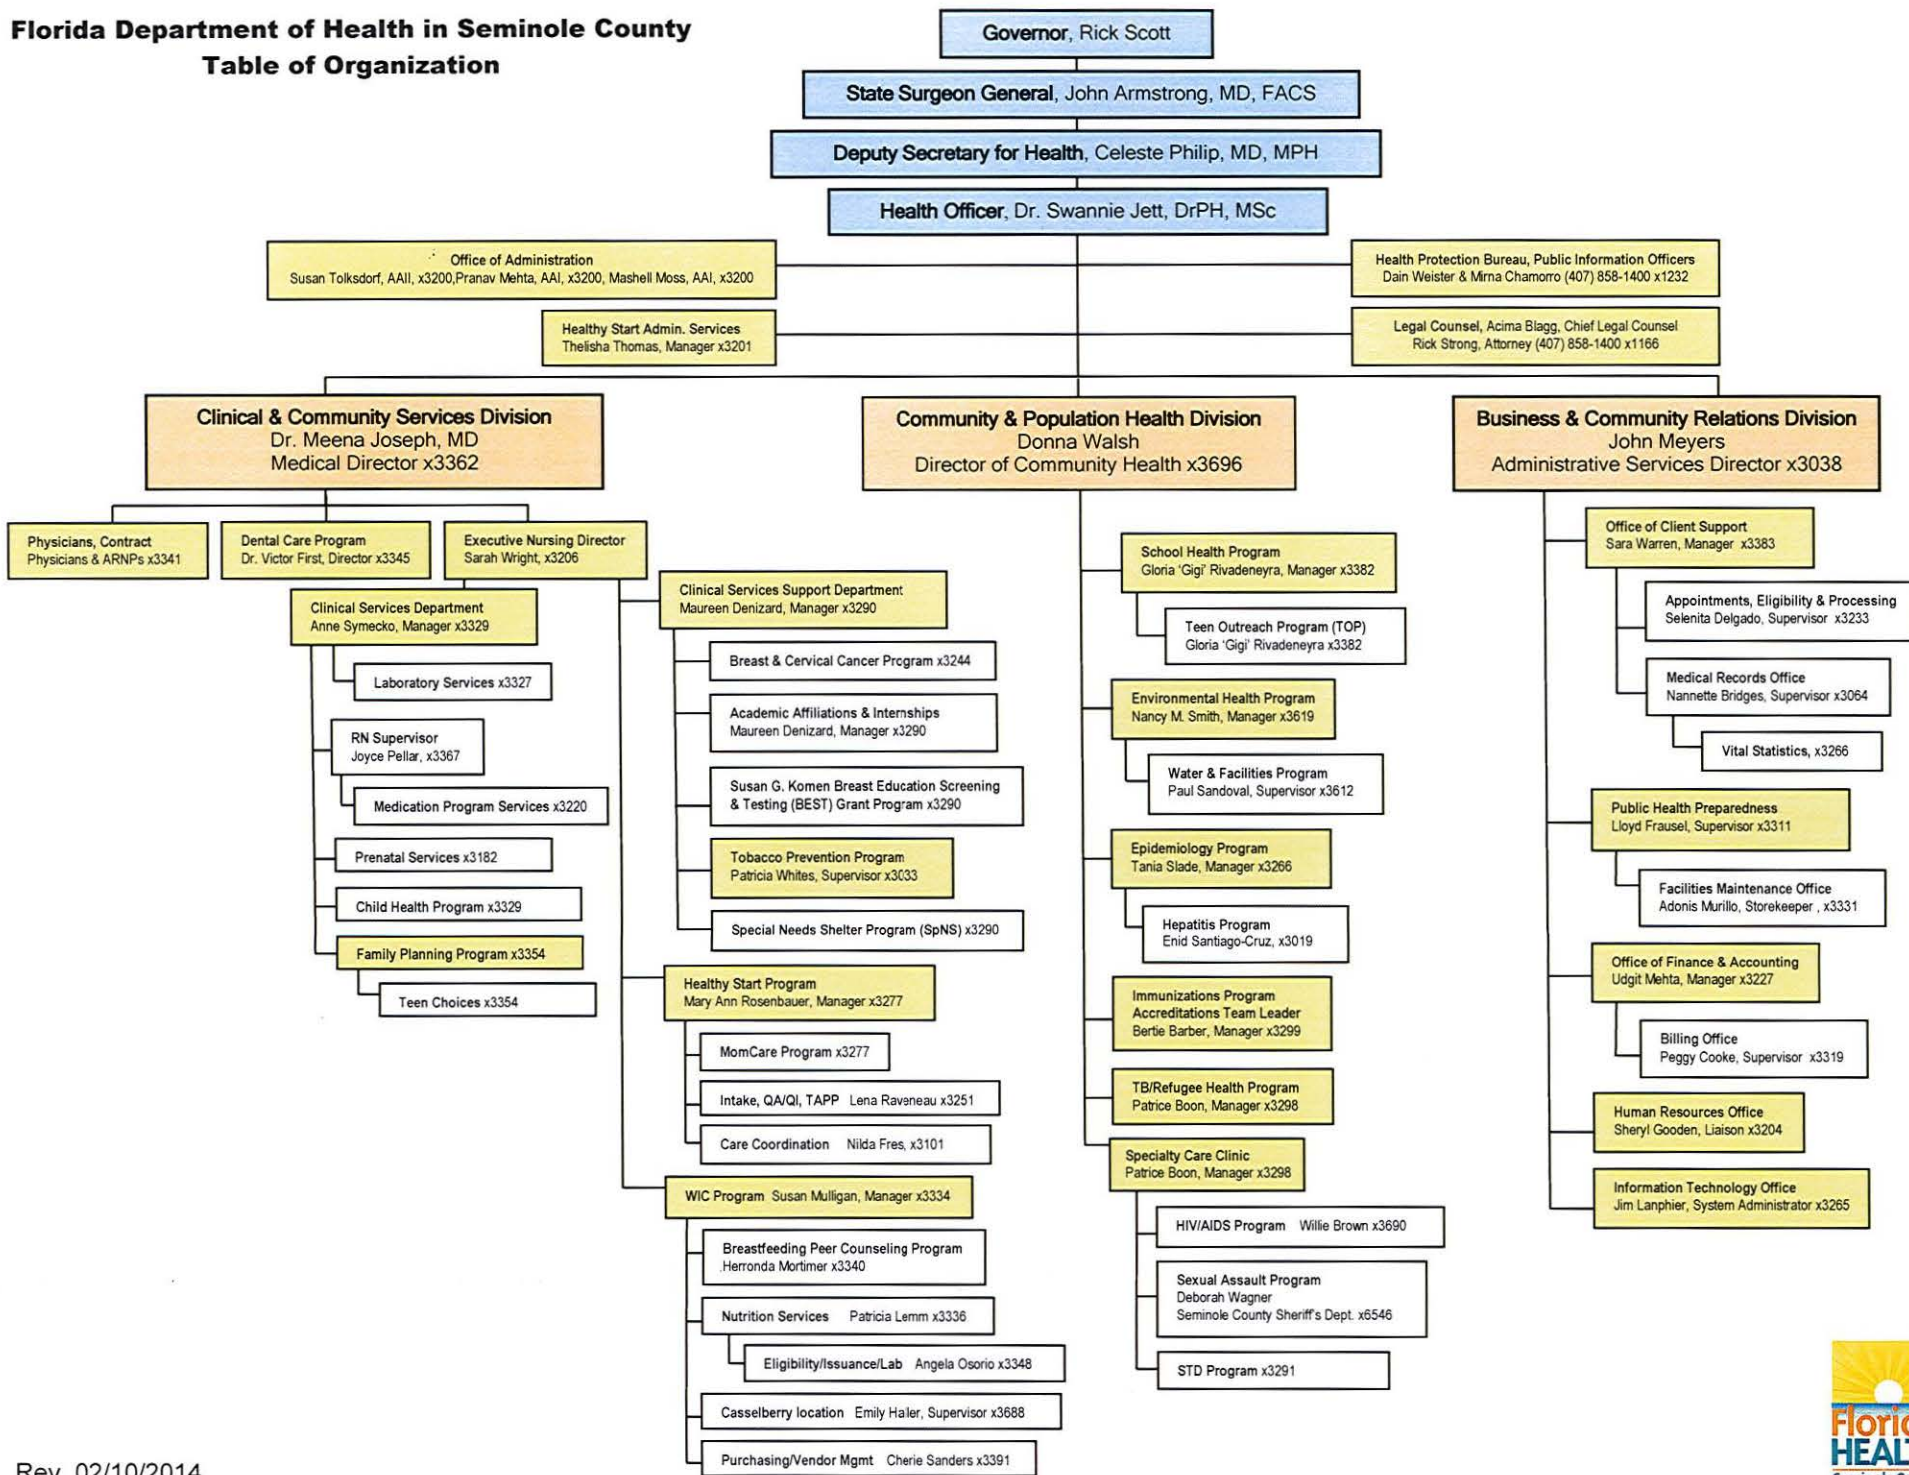 Florida Department of Health in Seminole County
Table of Organization
Governor, Rick Scott
State Surgeon General, John Armstrong, MD, FACS
Deputy Secretary for Health, Celeste Philip, MD, MPH
Health Officer, Dr. Swannie Jett, DrPH, MSc
Office of Administration
Susan Tolksdorf, AAII, x3200,Pranav Mehta, AAI, x3200, Mashell Moss, AAI, x3200
Health Protection Bureau, Public Information Officers
Dain Weister & Mirna Chamorro (407) 858-1400 x1232
Healthy Start Admin. Services
Thelisha Thomas, Manager x3201
Legal Counsel, Acima Blagg, Chief Legal Counsel
Rick Strong, Attorney (407) 858-1400 x1166
Clinical & Community Services Division
Dr. Meena Joseph, MD
Medical Director x3362
Physicians, Contract
Physicians & ARNPs x3341
Dental Care Program
Dr. Victor First, Director x3345
Executive Nursing Director
Sarah Wright, x3206
Clinical Services Department
Anne Symecko, Manager x3329
Laboratory Services x3327
RN Supervisor
Joyce Pellar, x3367
Medication Program Services x3220
Prenatal Services x3182
Child Health Program x3329
Family Planning Program x3354
Teen Choices x3354
Clinical Services Support Department
Maureen Denizard, Manager x3290
Breast & Cervical Cancer Program x3244
Academic Affiliations & Internships
Maureen Denizard, Manager x3290
Susan G. Komen Breast Education Screening
& Testing (BEST) Grant Program x3290
Tobacco Prevention Program
Patricia Whites, Supervisor x3033
Special Needs Shelter Program (SpNS) x3290
Healthy Start Program
Mary Ann Rosenbauer, Manager x3277
MomCare Program x3277
Intake, QA/QI, TAPP Lena Raveneau x3251
Care Coordination Nilda Fres, x3101
WIC Program Susan Mulligan, Manager x3334
Breastfeeding Peer Counseling Program
Herronda Mortimer x3340
Nutrition Services Patricia Lemm x3336
Eligibility/Issuance/Lab Angela Osorio x3348
Casselberry location Emily Haller, Supervisor x3688
Purchasing/Vendor Mgmt Cherie Sanders x3391
Community & Population Health Division
Donna Walsh
Director of Community Health x3696
School Health Program
Gloria 'Gigi' Rivadeneyra, Manager x3382
Teen Outreach Program (TOP)
Gloria 'Gigi' Rivadeneyra x3382
Environmental Health Program
Nancy M. Smith, Manager x3619
Water & Facilities Program
Paul Sandoval, Supervisor x3612
Epidemiology Program
Tania Slade, Manager x3266
Hepatitis Program
Enid Santiago-Cruz, x3019
Immunizations Program
Accreditations Team Leader
Bertie Barber, Manager x3299
TB/Refugee Health Program
Patrice Boon, Manager x3298
Specialty Care Clinic
Patrice Boon, Manager x3298
HIV/AIDS Program Willie Brown x3690
Sexual Assault Program
Deborah Wagner
Seminole County Sheriff's Dept. x6546
STD Program x3291
Business & Community Relations Division
John Meyers
Administrative Services Director x3038
Office of Client Support
Sara Warren, Manager x3383
Appointments, Eligibility & Processing
Selenita Delgado, Supervisor x3233
Medical Records Office
Nannette Bridges, Supervisor x3064
Vital Statistics, x3266
Public Health Preparedness
Lloyd Frausel, Supervisor x3311
Facilities Maintenance Office
Adonis Murillo, Storekeeper , x3331
Office of Finance & Accounting
Udgit Mehta, Manager x3227
Billing Office
Peggy Cooke, Supervisor x3319
Human Resources Office
Sheryl Gooden, Liaison x3204
Information Technology Office
Jim Lanphier, System Administrator x3265
Rev. 02/10/2014